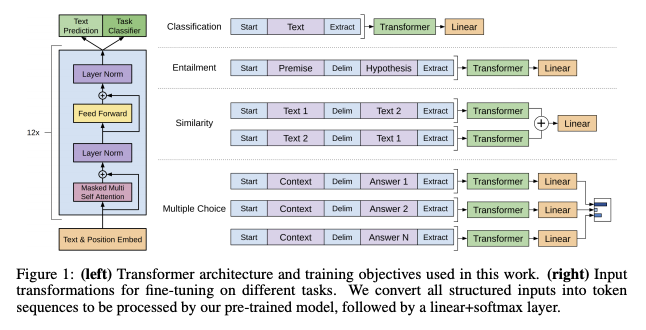 Text Prediction
Task Classifier
Layer Norm
Feed Forward
12x
Layer Norm
Masked Multi Self Attention
Text & Position Embed
Classification Start Text Extract Transformer Linear
Entailment Start Premise Delim Hypothesis Extract Transformer Linear
Similarity
Start Text 1 Delim Text 2 Extract Transformer
Start Text 2 Delim Text 1 Extract Transformer
+ Linear
Multiple Choice
Start Context Delim Answer 1 Extract Transformer Linear
Start Context Delim Answer 2 Extract Transformer Linear
Start Context Delim Answer N Extract Transformer Linear
Figure 1: (left) Transformer architecture and training objectives used in this work. (right) Input
transformations for fine-tuning on different tasks. We convert all structured inputs into token
sequences to be processed by our pre-trained model, followed by a linear+softmax layer.